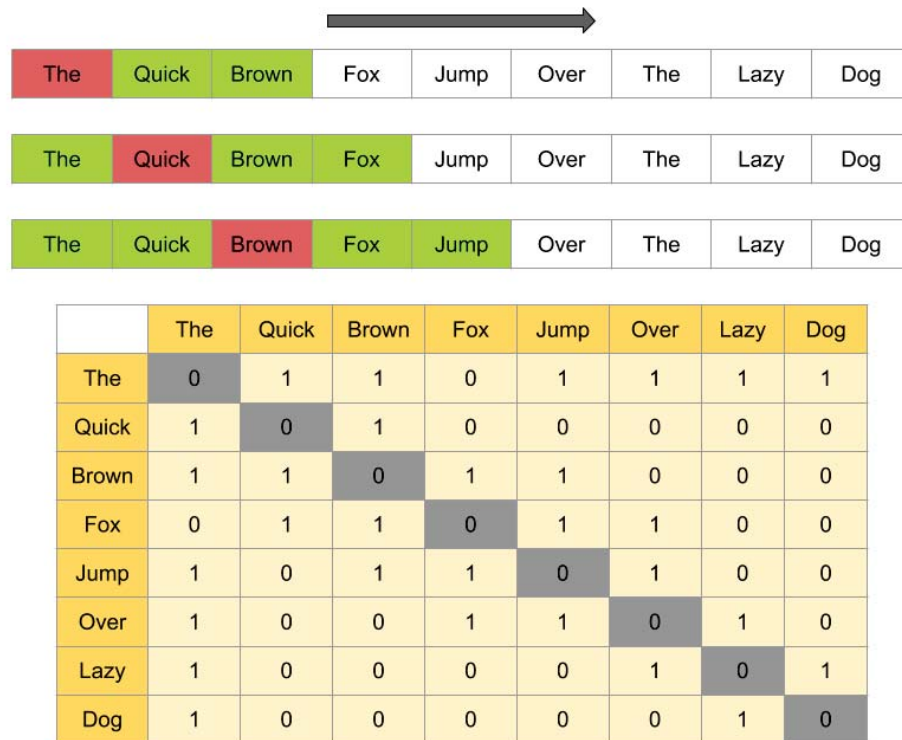 The Quick Brown Fox Jump Over The Lazy Dog
The Quick Brown Fox Jump Over The Lazy Dog
The Quick Brown Fox Jump Over The Lazy Dog
The Quick Brown Fox Jump Over Lazy Dog
The 0 1 1 0 1 1 1 1
Quick 1 0 1 0 0 0 0 0
Brown 1 1 0 1 1 0 0 0
Fox 0 1 1 0 1 1 0 0
Jump 1 0 1 1 0 1 0 0
Over 1 0 0 1 1 0 1 0
Lazy 1 0 0 0 0 1 0 1
Dog 1 0 0 0 0 0 1 0